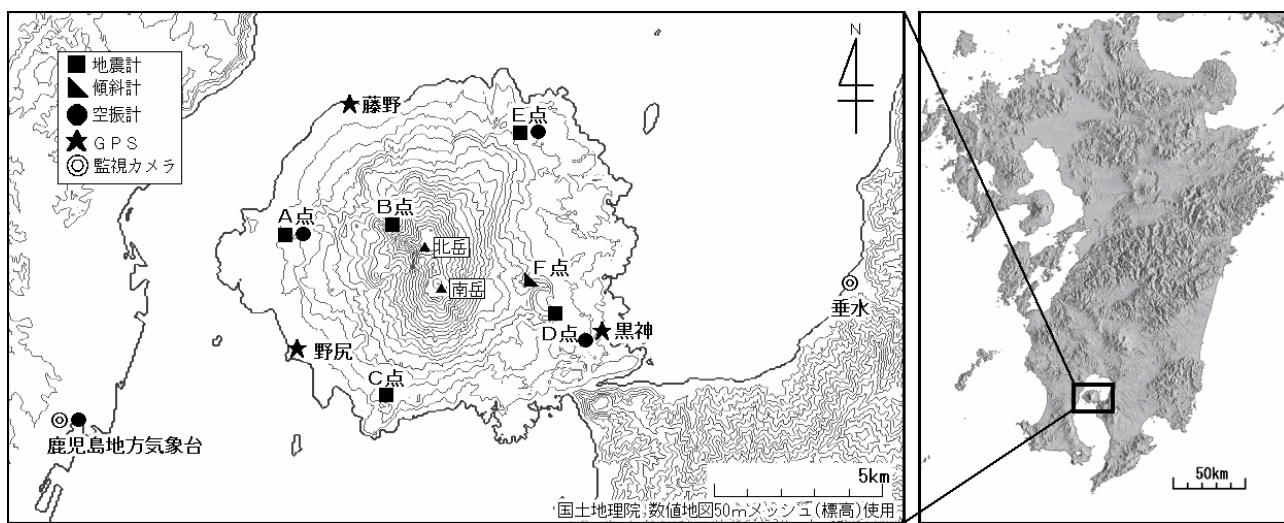 地震計
傾斜計
空振計
GPS
監視カメラ
藤野
E点
B点
A点
北岳
F点
南岳
垂水
D点
黒神
野尻
C点
鹿児島地方気象台
5km
国土地理院 数値地図50mメッシュ(標高)使用
50km